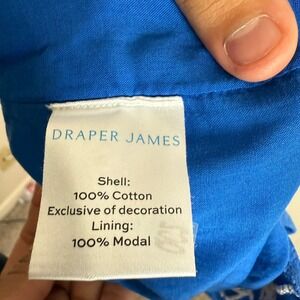 DRAPER JAMES
Shell:
100% Cotton
Exclusive of decoration
Lining:
100% Modal